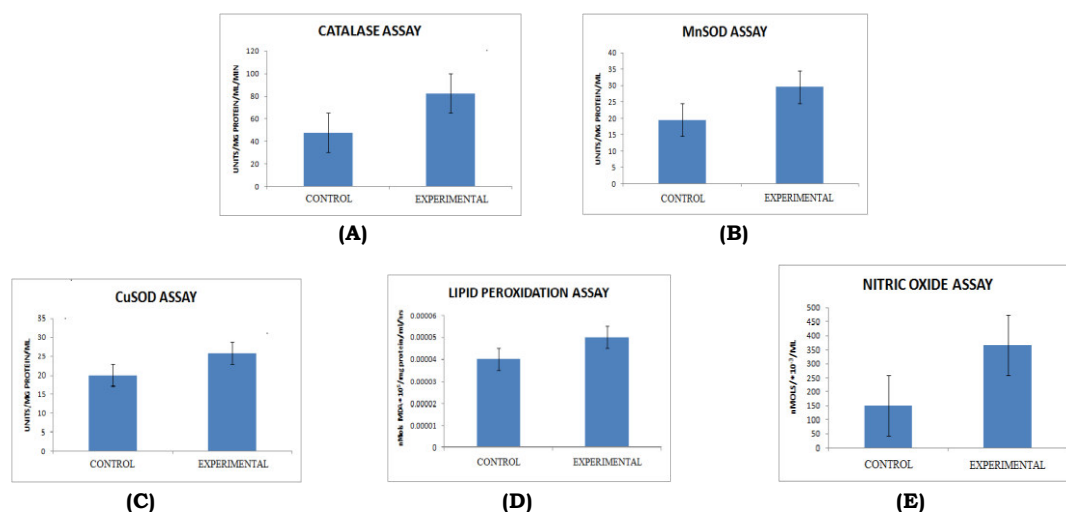 CATALASE ASSAY
UNITS/MG PROTEIN/ML/MIN
120
100
80
60
40
20
0
CONTROL EXPERIMENTAL
(A)
MnSOD ASSAY
UNITS/MG PROTEIN/ML
40
35
30
25
20
15
10
5
0
CONTROL EXPERIMENTAL
(B)
CuSOD ASSAY
UNITS/MG PROTEIN/ML
35
30
25
20
15
10
5
0
CONTROL EXPERIMENTAL
(C)
LIPID PEROXIDATION ASSAY
0.00006
0.00005
0.00004
0.00003
0.00002
0.00001
0
CONTROL EXPERIMENTAL
(D)
NITRIC OXIDE ASSAY
nMOLS/*10⁻³/ML
500
450
400
350
300
250
200
150
100
50
0
CONTROL EXPERIMENTAL
(E)